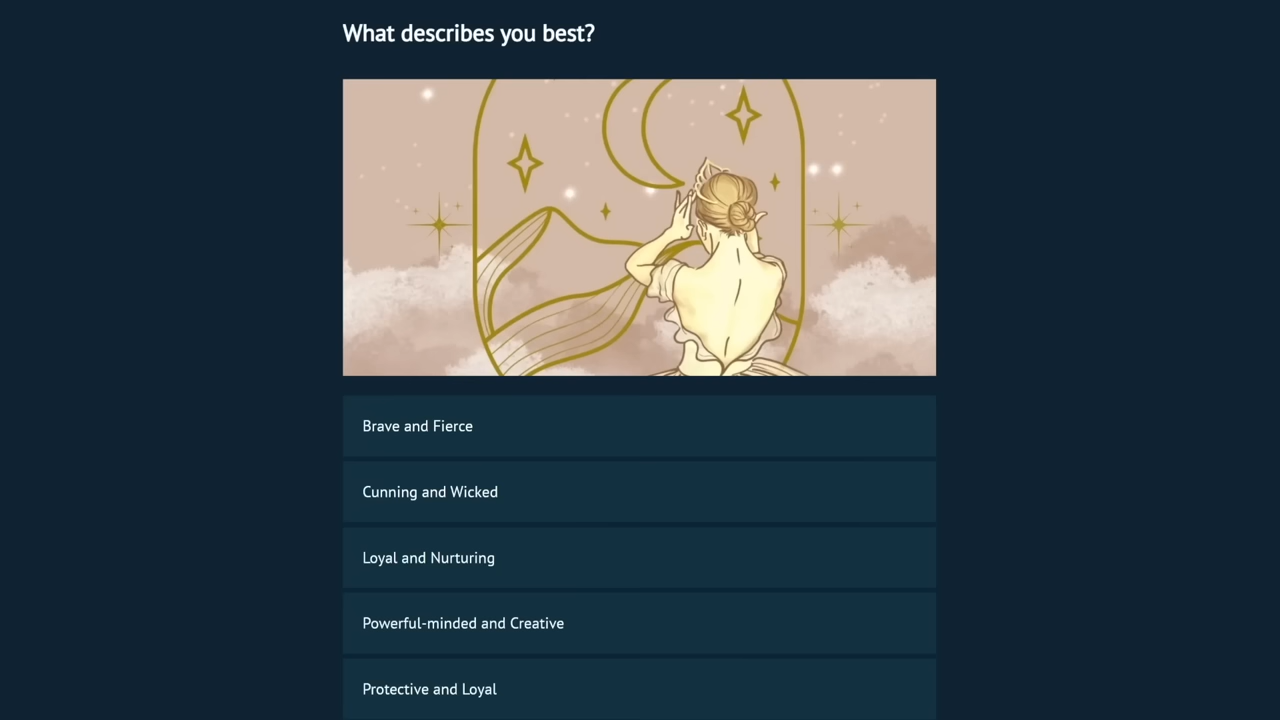 What describes you best?
Brave and Fierce
Cunning and Wicked
Loyal and Nurturing
Powerful-minded and Creative
Protective and Loyal